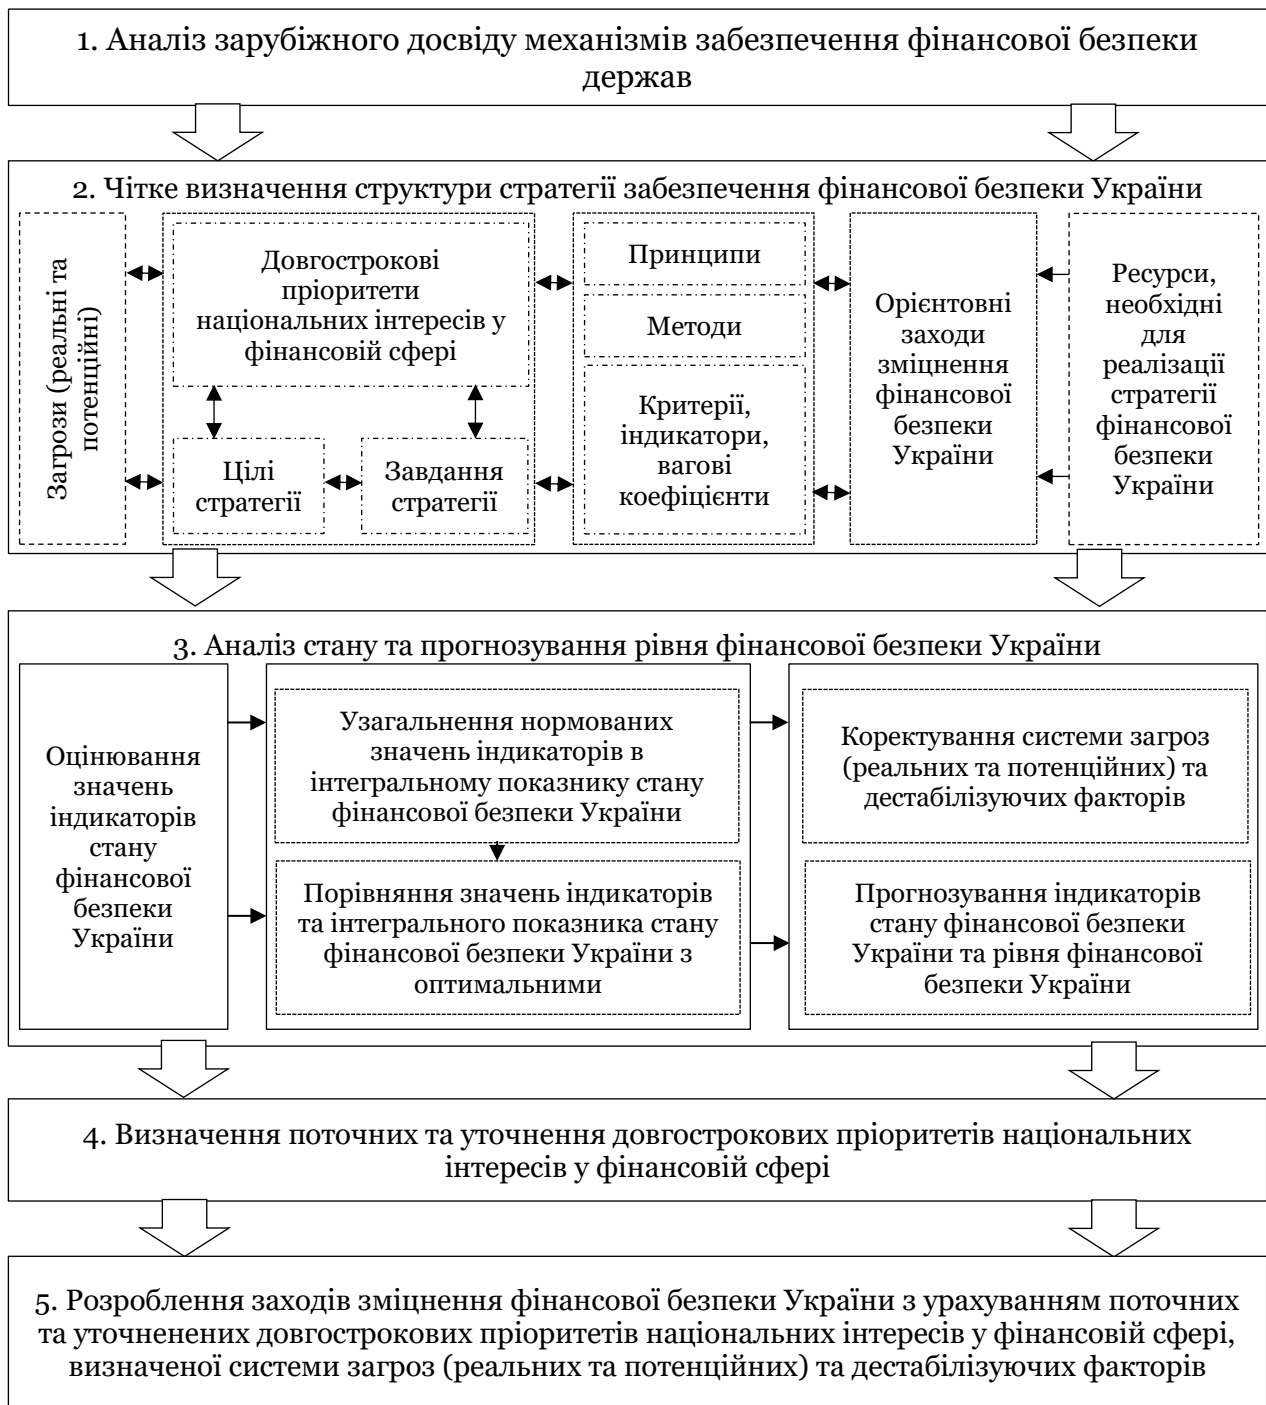 1. Аналіз зарубіжного досвіду механізмів забезпечення фінансової безпеки
держав
2. Чітке визначення структури стратегії забезпечення фінансової безпеки України
Загрози (реальні та
потенційні)
Довгострокові
пріоритети
національних інтересів у
фінансовій сфері
Цілі
стратегії
Завдання
стратегії
Принципи
Методи
Критерії,
індикатори,
вагові
коефіцієнти
Орієнтовні
заходи
зміцнення
фінансової
безпеки
України
Ресурси,
необхідні
для
реалізації
стратегії
фінансової
безпеки
України
3. Аналіз стану та прогнозування рівня фінансової безпеки України
Оцінювання
значень
індикаторів
стану
фінансової
безпеки
України
Узагальнення нормованих
значень індикаторів в
інтегральному показнику стану
фінансової безпеки України
Порівняння значень індикаторів
та інтегрального показника стану
фінансової безпеки України з
оптимальними
Коректування системи загроз
(реальних та потенційних) та
дестабілізуючих факторів
Прогнозування індикаторів
стану фінансової безпеки
України та рівня фінансової
безпеки України
4. Визначення поточних та уточнення довгострокових пріоритетів національних
інтересів у фінансовій сфері
5. Розроблення заходів зміцнення фінансової безпеки України з урахуванням поточних
та уточненених довгострокових пріоритетів національних інтересів у фінансовій сфері,
визначеної системи загроз (реальних та потенційних) та дестабілізуючих факторів